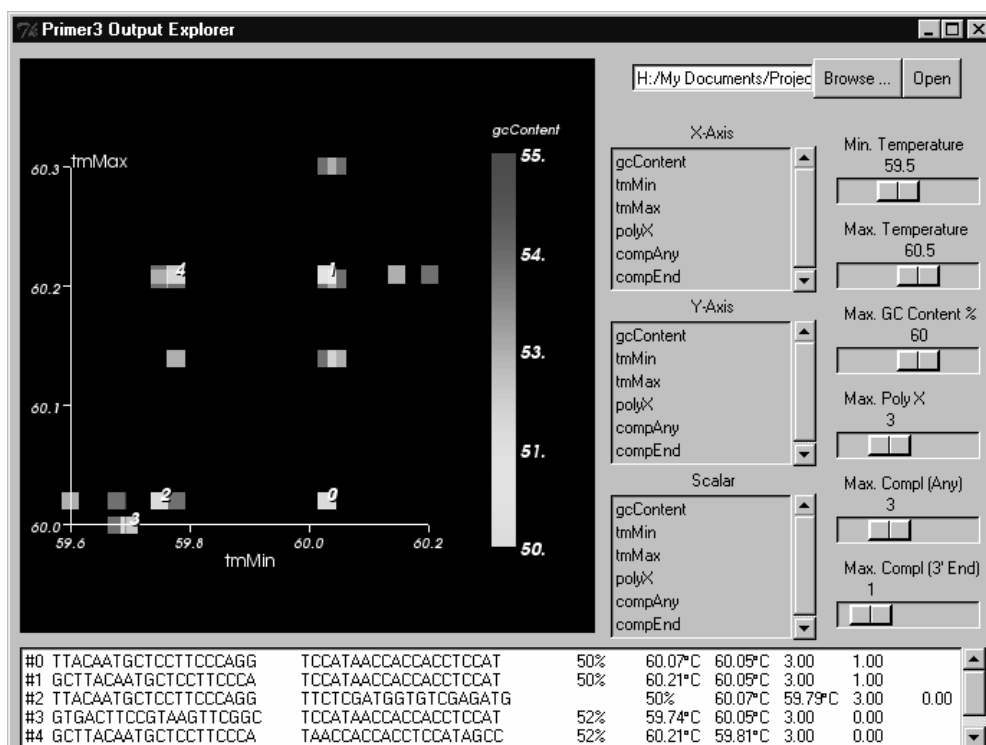 Primer3 Output Explorer
H:/My Documents/Projec Browse ... Open
gcContent
55.
54.
53.
51.
50.
tmMax
60.3
60.2
60.1
60.0
4
1
2
0
3
59.6 59.8 60.0 60.2
tmMin
X-Axis
gcContent
tmMin
tmMax
polyX
compAny
compEnd
Y-Axis
gcContent
tmMin
tmMax
polyX
compAny
compEnd
Scalar
gcContent
tmMin
tmMax
polyX
compAny
compEnd
Min. Temperature
59.5
Max. Temperature
60.5
Max. GC Content %
60
Max. Poly X
3
Max. Compl (Any)
3
Max. Compl (3' End)
1
#0 TTACAATGCTCCTTCCCAGG TCCATAACCACCACCTCCAT 50% 60.07°C 60.05°C 3.00 1.00
#1 GCTTACAATGCTCCTTCCCA TCCATAACCACCACCTCCAT 50% 60.21°C 60.05°C 3.00 1.00
#2 TTACAATGCTCCTTCCCAGG TTCTCGATGGTGTCGAGATG 50% 60.07°C 59.79°C 3.00 0.00
#3 GTGACTTCCGTAAGTTCGGC TCCATAACCACCACCTCCAT 52% 59.74°C 60.05°C 3.00 0.00
#4 GCTTACAATGCTCCTTCCCA TAACCACCACCTCCATAGCC 52% 60.21°C 59.81°C 3.00 0.00